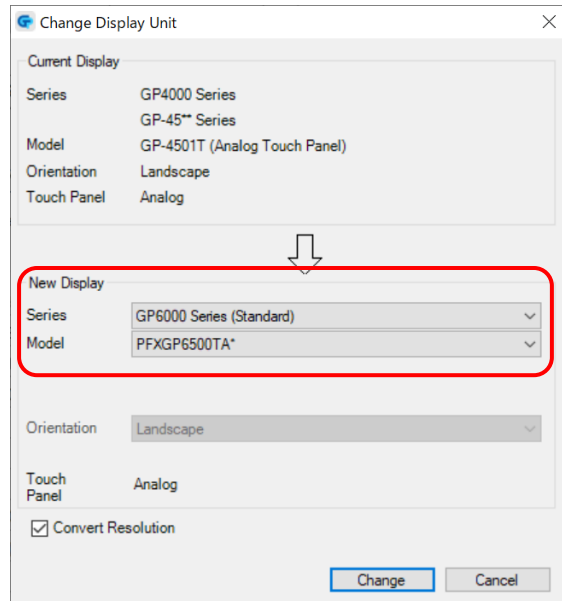 Change Display Unit
Current Display
Series GP4000 Series
GP-45** Series
Model GP-4501T (Analog Touch Panel)
Orientation Landscape
Touch Panel Analog
New Display
Series GP6000 Series (Standard)
Model PFXGP6500TA*
Orientation Landscape
Touch
Panel Analog
Convert Resolution
Change Cancel